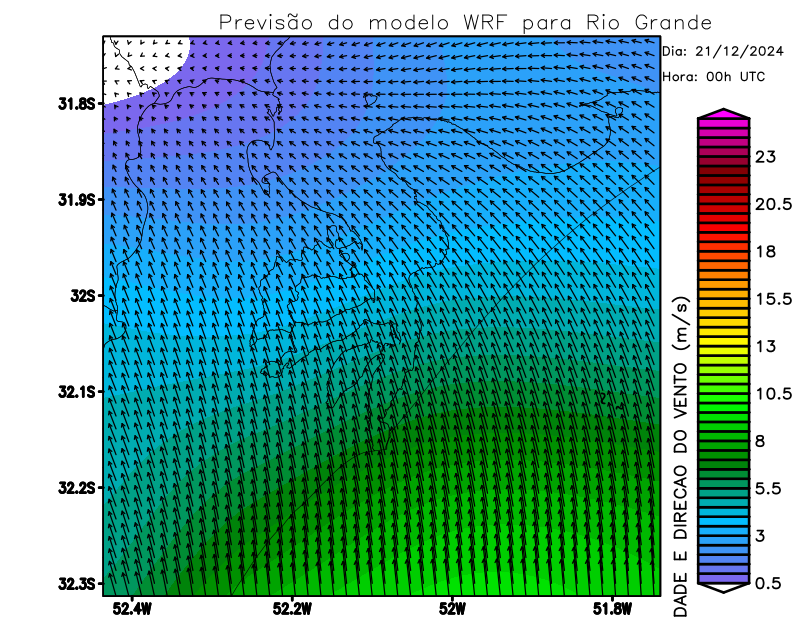 Previsão do modelo WRF para Rio Grande
Dia: 21/12/2024
Hora: 00h UTC
31.8S
31.9S
32S
32.1S
32.2S
32.3S
52.4W
52.2W
52W
51.8W
23
20.5
18
15.5
13
10.5
8
5.5
3
0.5
DADE E DIRECAO DO VENTO (m/s)